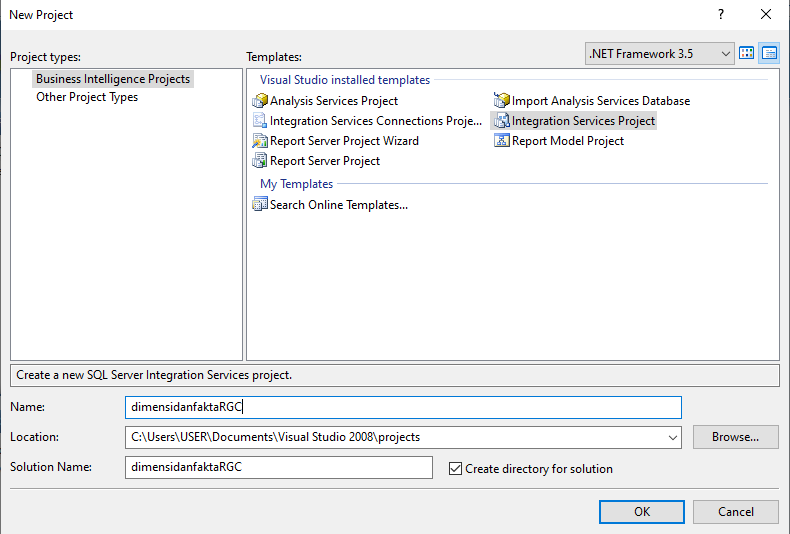 New Project
Project types:
Templates:
.NET Framework 3.5
Business Intelligence Projects
Other Project Types
Visual Studio installed templates
Analysis Services Project
Import Analysis Services Database
Integration Services Connections Proje...
Integration Services Project
Report Server Project Wizard
Report Model Project
Report Server Project
My Templates
Search Online Templates...
Create a new SQL Server Integration Services project.
Name:
dimensidanfaktaRGC
Location:
C:\Users\USER\Documents\Visual Studio 2008\projects
Browse...
Solution Name:
dimensidanfaktaRGC
Create directory for solution
OK
Cancel